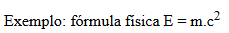 Exemplo: fórmula física E = m.c²